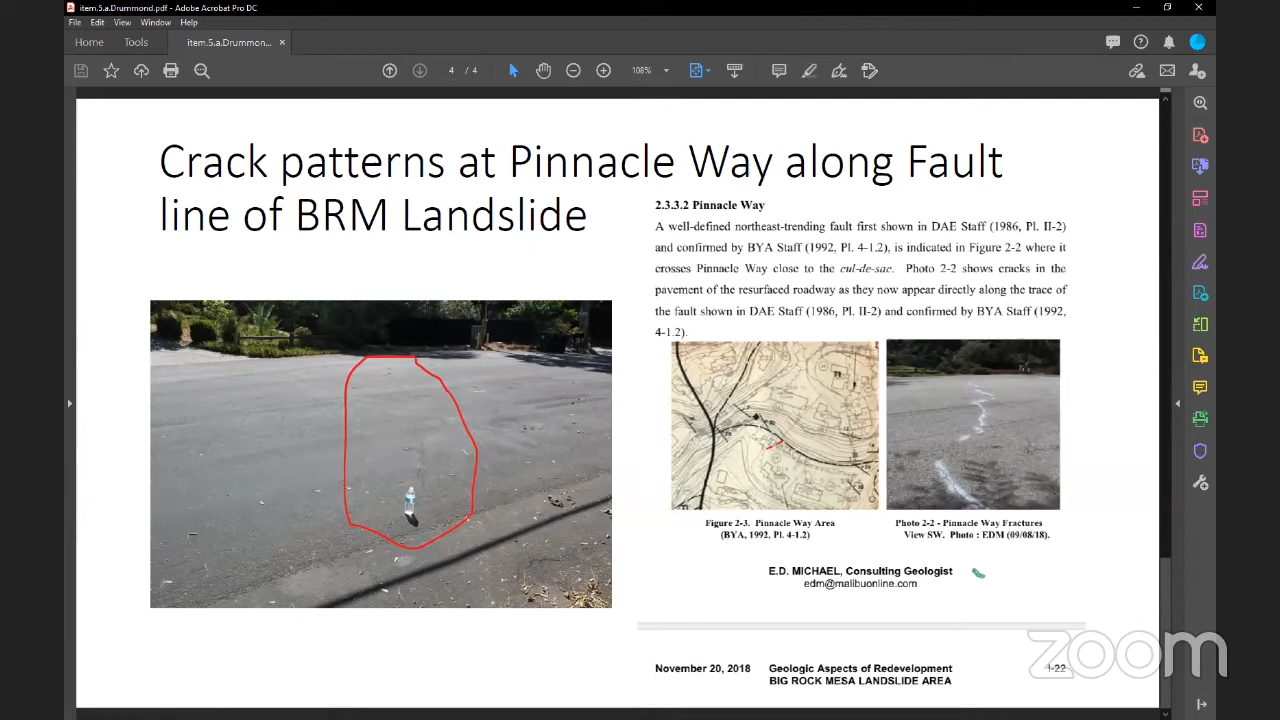 item.5.a.Drummond.pdf - Adobe Acrobat Pro DC
File Edit View Window Help
Home Tools item.5.a.Drummon... ×
4 / 4 108%
Crack patterns at Pinnacle Way along Fault
line of BRM Landslide
2.3.3.2 Pinnacle Way
A well-defined northeast-trending fault first shown in DAE Staff (1986, Pl. II-2)
and confirmed by BYA Staff (1992, Pl. 4-1.2), is indicated in Figure 2-2 where it
crosses Pinnacle Way close to the cul-de-sac. Photo 2-2 shows cracks in the
pavement of the resurfaced roadway as they now appear directly along the trace of
the fault shown in DAE Staff (1986, Pl. II-2) and confirmed by BYA Staff (1992,
4-1.2).
Figure 2-3. Pinnacle Way Area
(BYA, 1992, Pl. 4-1.2)
Photo 2-2 - Pinnacle Way Fractures
View SW. Photo : EDM (09/08/18).
E.D. MICHAEL, Consulting Geologist
edm@malibuonline.com
November 20, 2018 Geologic Aspects of Redevelopment I-22
BIG ROCK MESA LANDSLIDE AREA
zoom